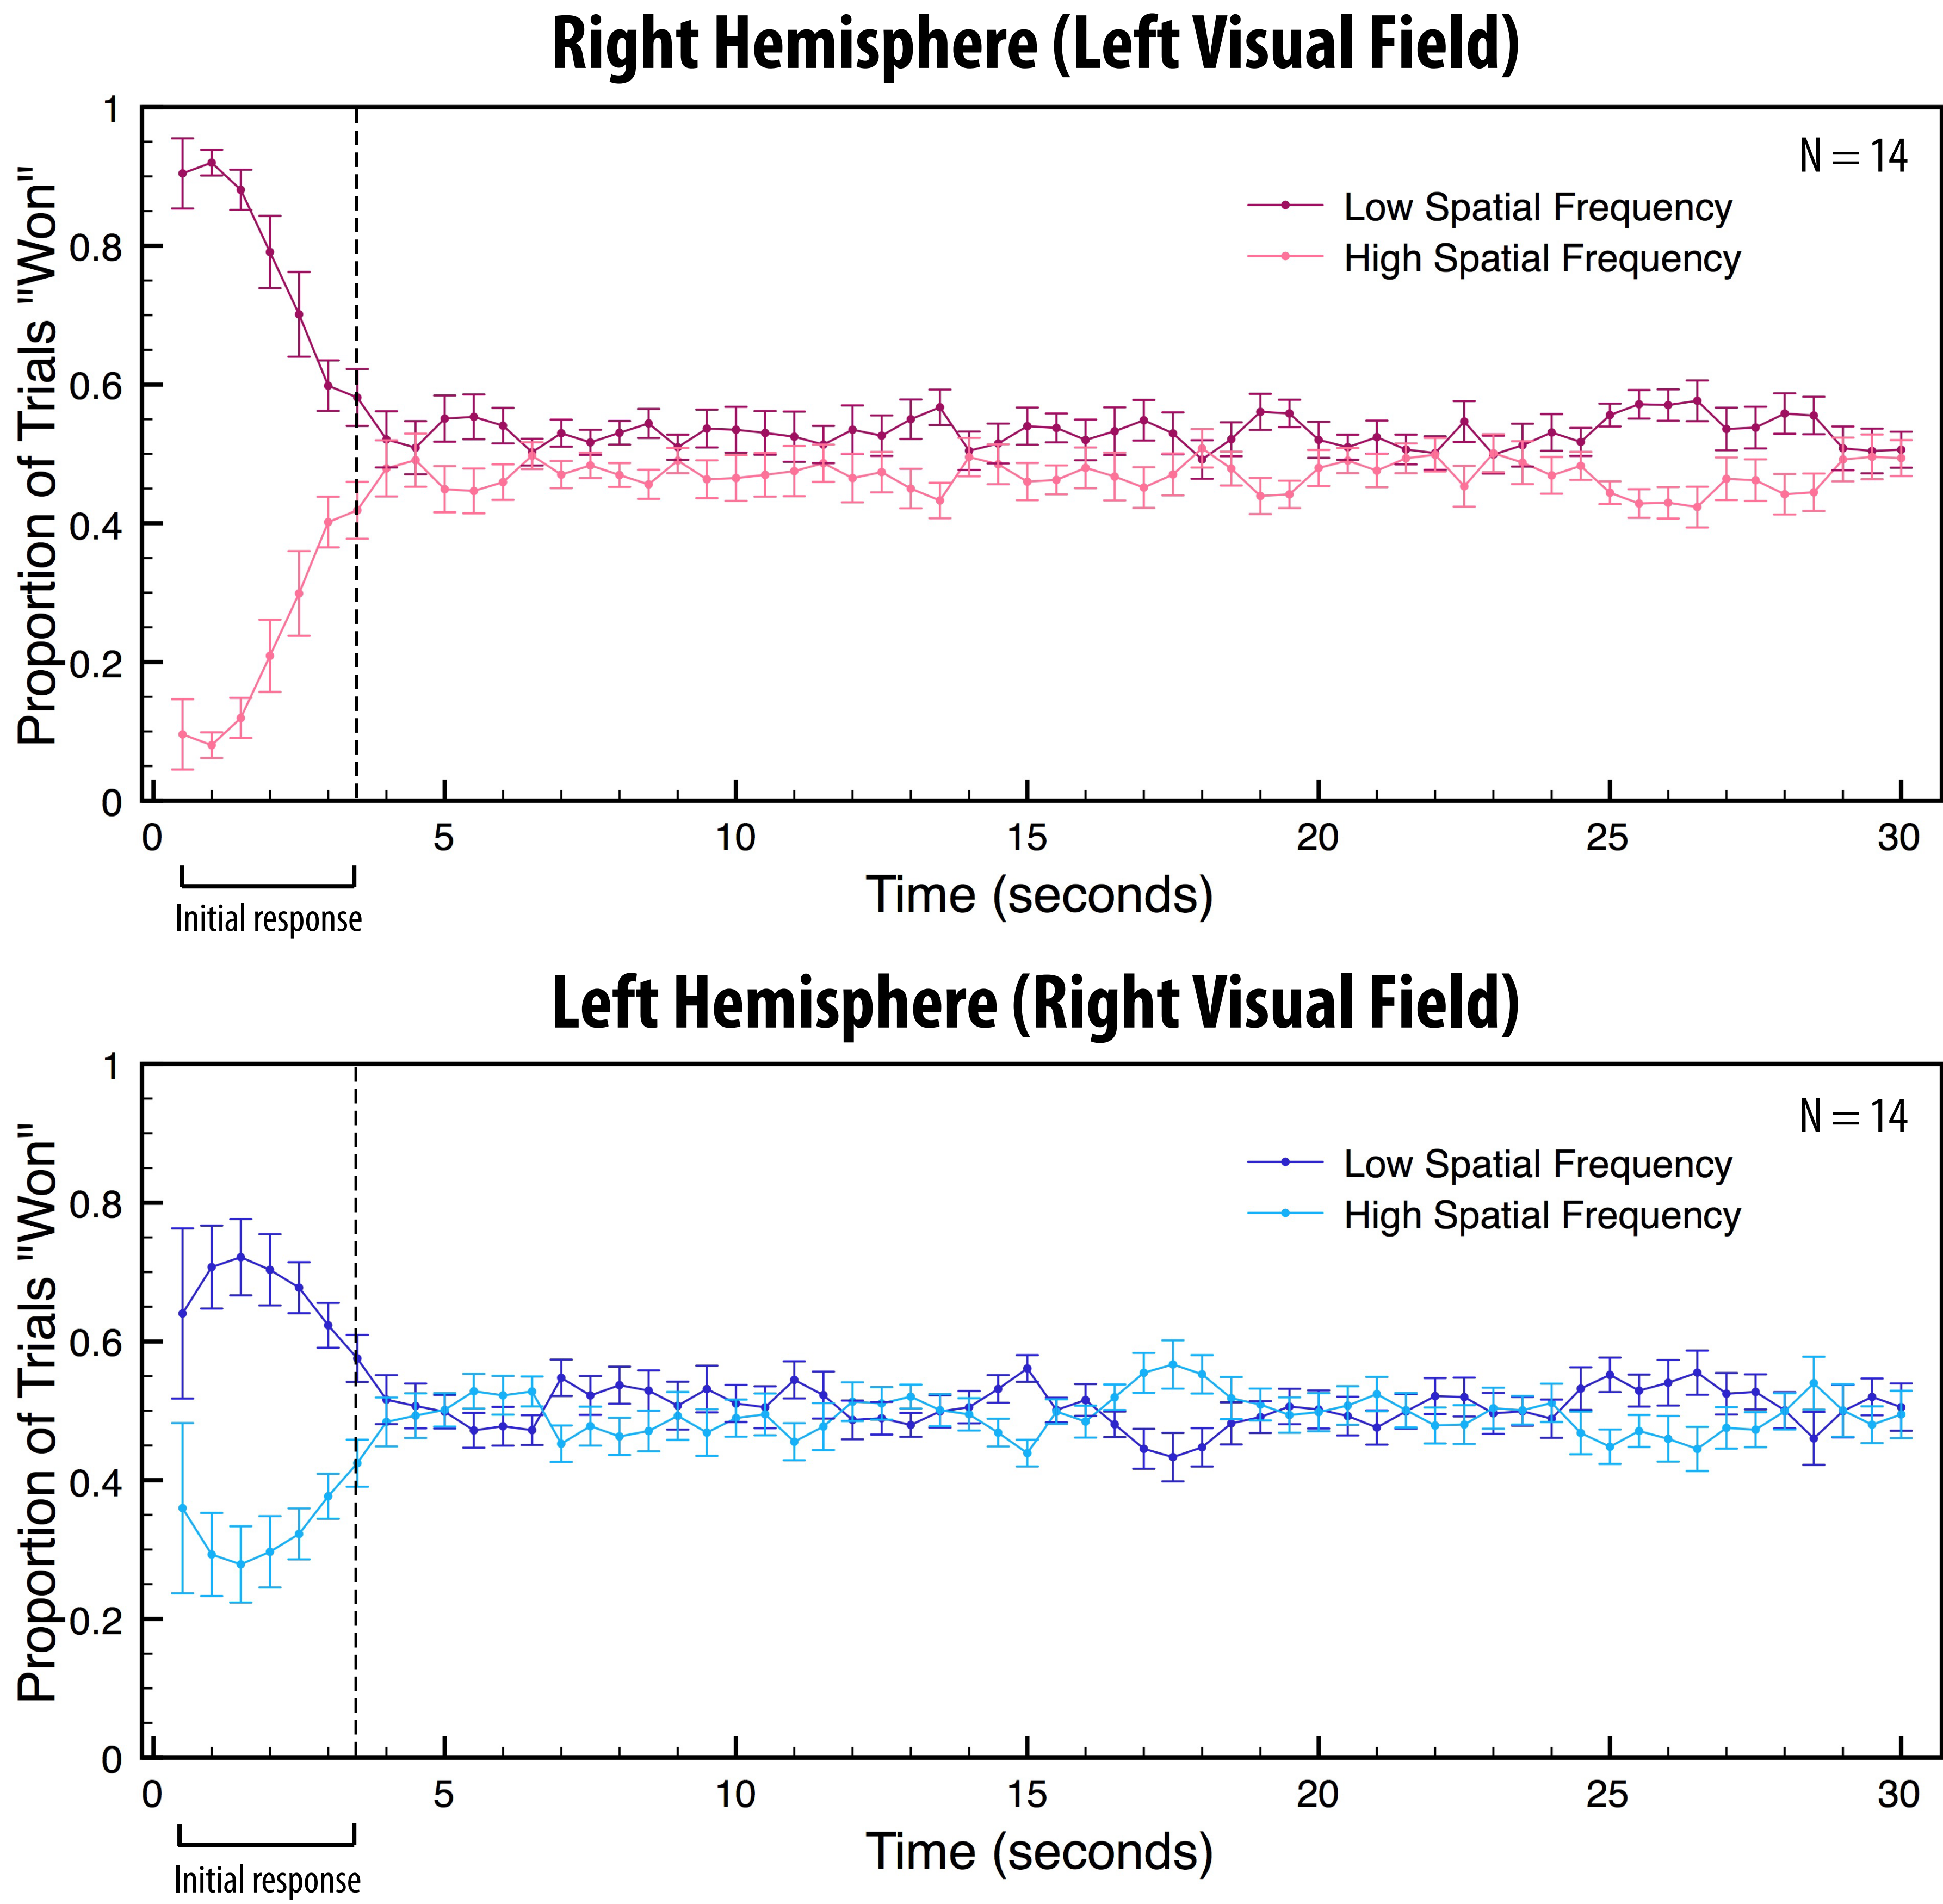 Right Hemisphere (Left Visual Field)
1
N = 14
Low Spatial Frequency
High Spatial Frequency
0.8
0.6
0.4
0.2
0
Proportion of Trials "Won"
0 5 10 15 20 25 30
Time (seconds)
Initial response
Left Hemisphere (Right Visual Field)
1
N = 14
Low Spatial Frequency
High Spatial Frequency
0.8
0.6
0.4
0.2
0
Proportion of Trials "Won"
0 5 10 15 20 25 30
Time (seconds)
Initial response